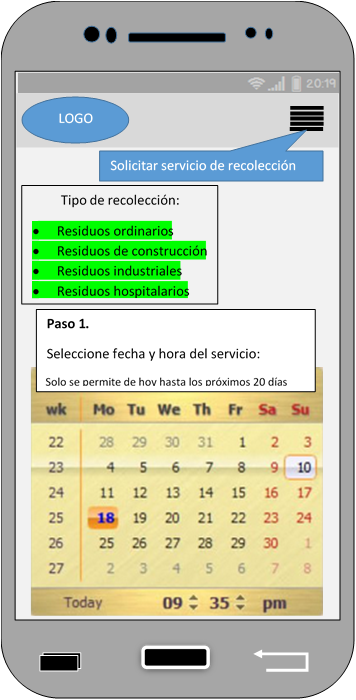 20:19
LOGO
Solicitar servicio de recolección
Tipo de recolección:
• Residuos ordinarios
• Residuos de construcción
• Residuos industriales
• Residuos hospitalarios
Paso 1.
Seleccione fecha y hora del servicio:
Solo se permite de hoy hasta los próximos 20 días
wk Mo Tu We Th Fr Sa Su
22 28 29 30 31 1 2 3
23 4 5 6 7 8 9 10
24 11 12 13 14 15 16 17
25 18 19 20 21 22 23 24
26 25 26 27 28 29 30 1
27 2 3 4 5 6 7 8
Today 09 35 pm